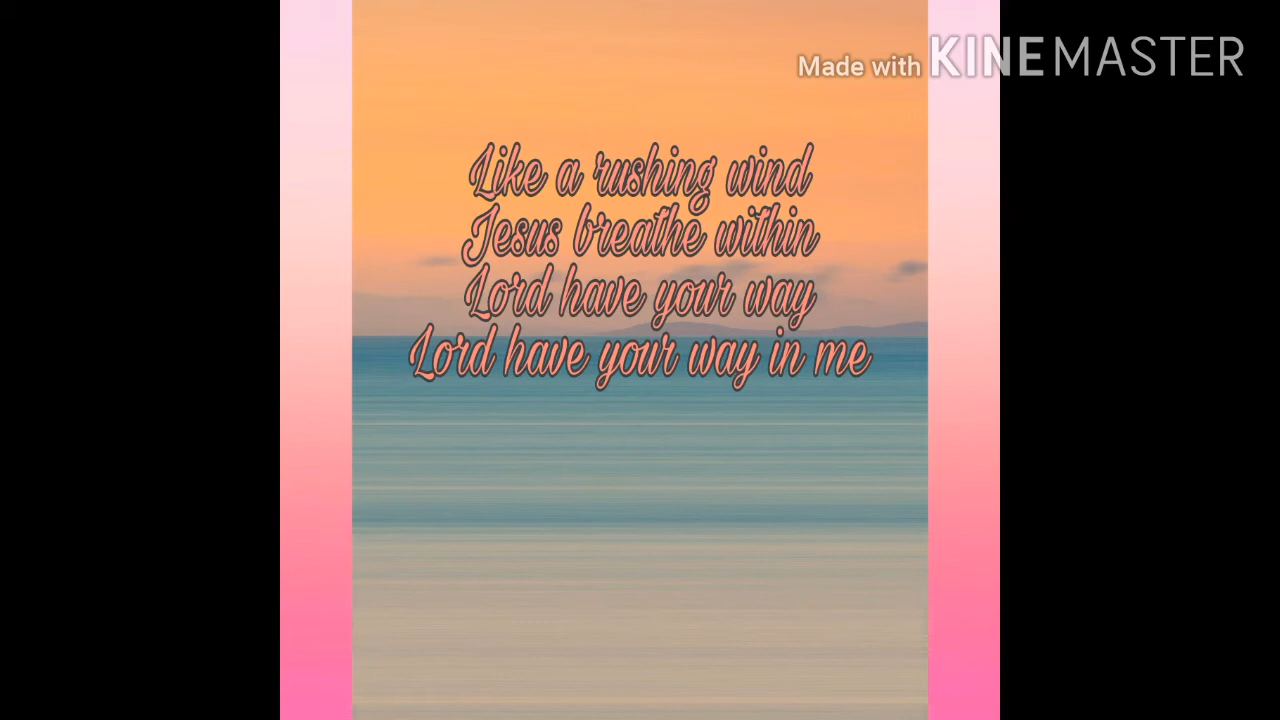 Made with KINEMASTER
Like a rushing wind
Jesus breathe within
Lord have your way
Lord have your way in me